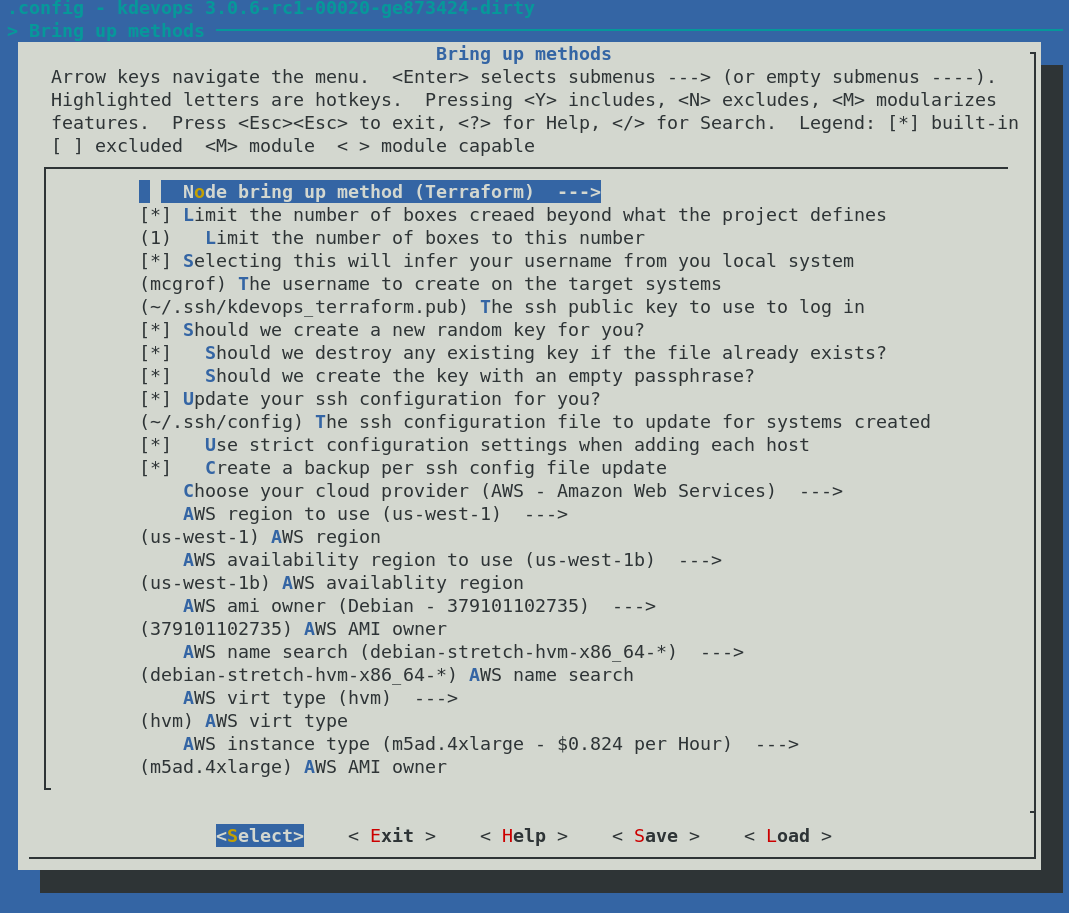 .config - kdevops 3.0.6-rc1-00020-ge873424-dirty
> Bring up methods
Bring up methods
Arrow keys navigate the menu.  <Enter> selects submenus ---> (or empty submenus ----).
Highlighted letters are hotkeys.  Pressing <Y> includes, <N> excludes, <M> modularizes
features.  Press <Esc><Esc> to exit, <?> for Help, </> for Search.  Legend: [*] built-in
[ ] excluded  <M> module  < > module capable
Node bring up method (Terraform)  --->
[*] Limit the number of boxes creaed beyond what the project defines
(1)   Limit the number of boxes to this number
[*] Selecting this will infer your username from you local system
(mcgrof) The username to create on the target systems
(~/.ssh/kdevops_terraform.pub) The ssh public key to use to log in
[*] Should we create a new random key for you?
[*]   Should we destroy any existing key if the file already exists?
[*]   Should we create the key with an empty passphrase?
[*] Update your ssh configuration for you?
(~/.ssh/config) The ssh configuration file to update for systems created
[*]   Use strict configuration settings when adding each host
[*]   Create a backup per ssh config file update
Choose your cloud provider (AWS - Amazon Web Services)  --->
AWS region to use (us-west-1)  --->
(us-west-1) AWS region
AWS availability region to use (us-west-1b)  --->
(us-west-1b) AWS availablity region
AWS ami owner (Debian - 379101102735)  --->
(379101102735) AWS AMI owner
AWS name search (debian-stretch-hvm-x86_64-*)  --->
(debian-stretch-hvm-x86_64-*) AWS name search
AWS virt type (hvm)  --->
(hvm) AWS virt type
AWS instance type (m5ad.4xlarge - $0.824 per Hour)  --->
(m5ad.4xlarge) AWS AMI owner
<Select>    < Exit >    < Help >    < Save >    < Load >